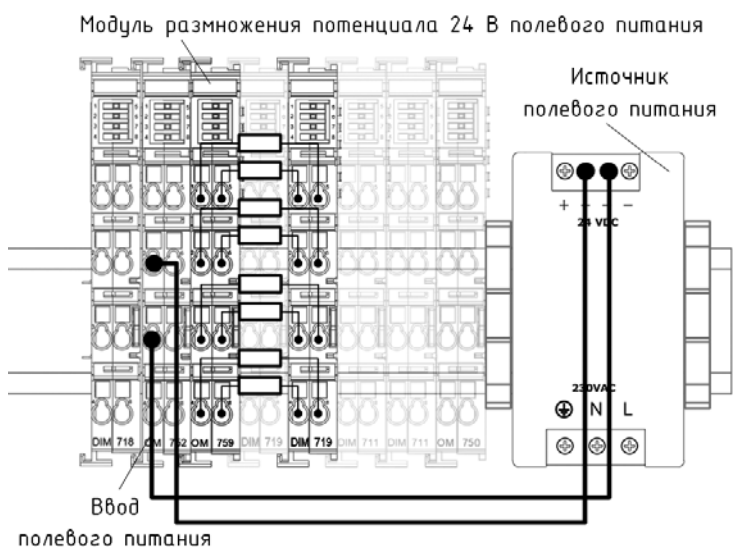 Модуль размножения потенциала 24 В полевого питания
Источник
полевого питания
+ + − −
24 VDC
230VAC
N L
DIM 718 OM 752 OM 759 DIM 719 DIM 719 DIM 711 DIM 711 OM 750
Ввод
полевого питания